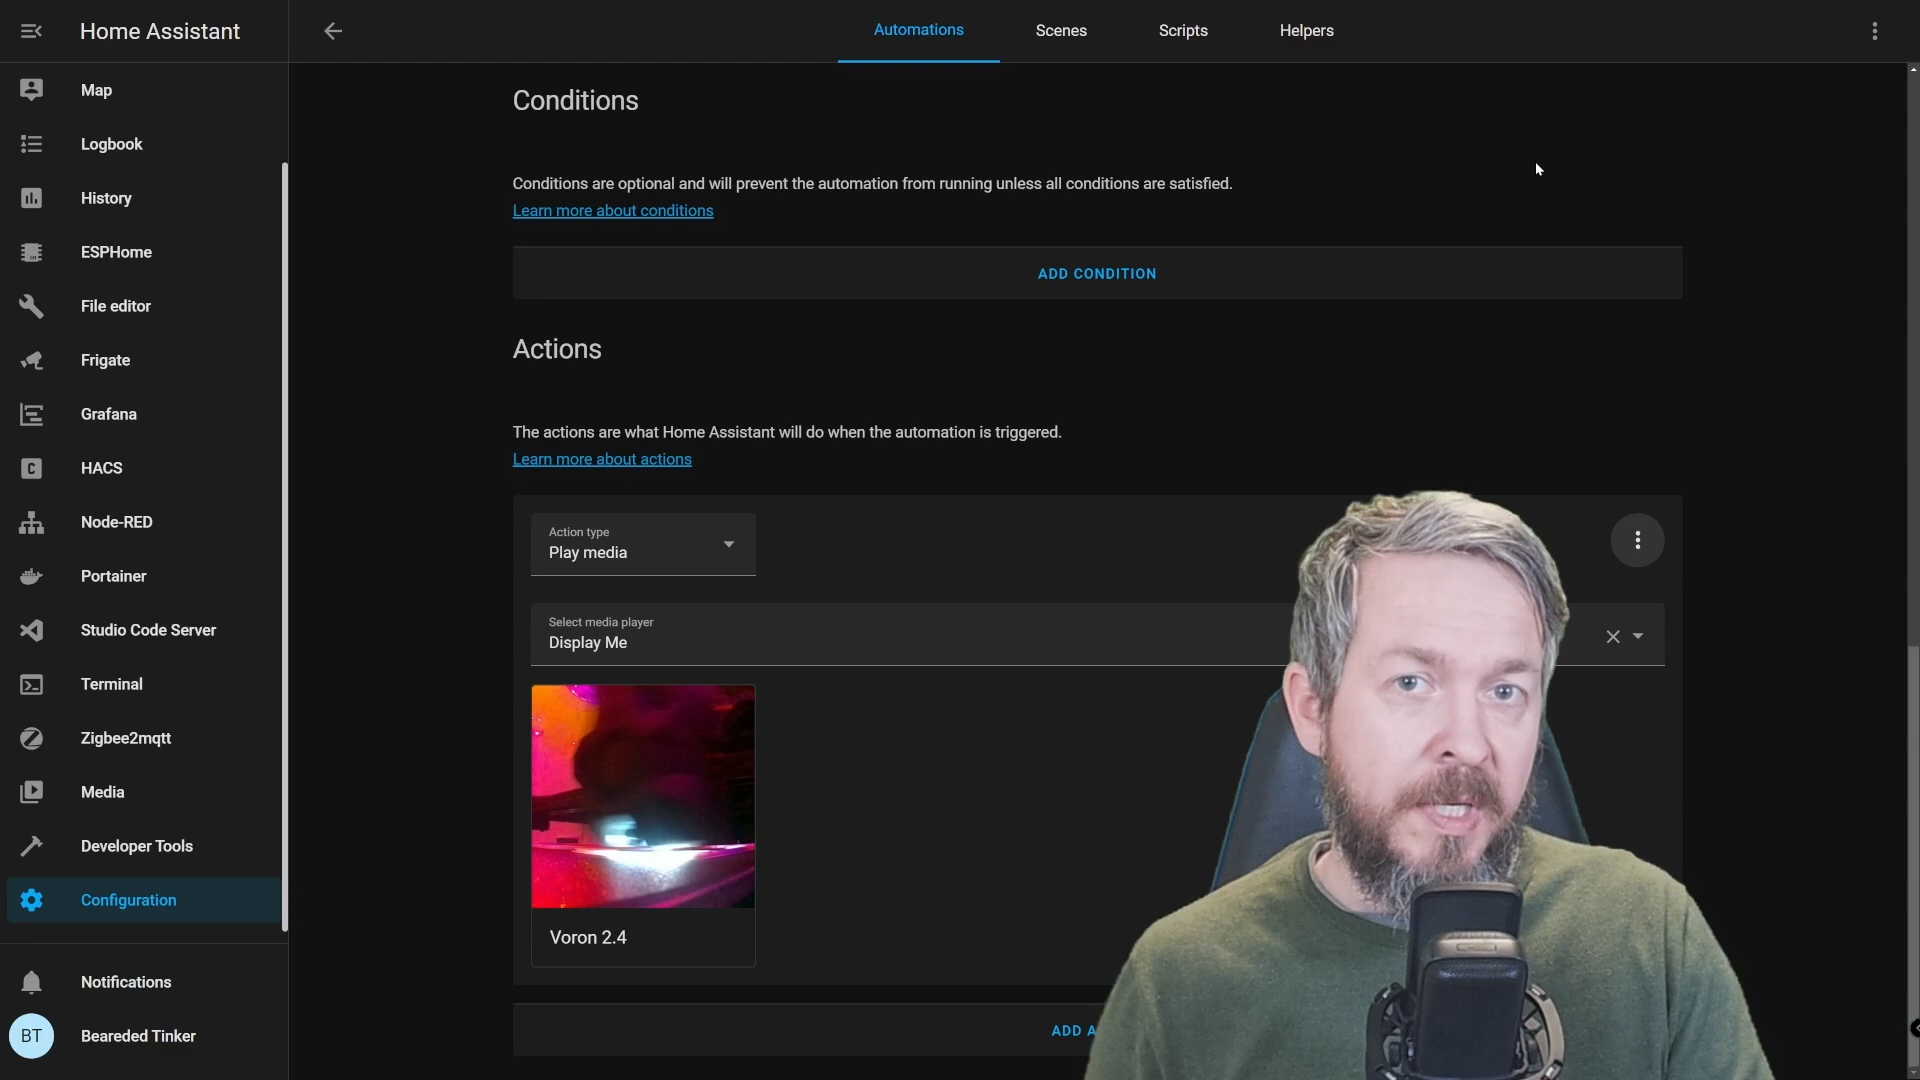 Home Assistant
Automations
Scenes
Scripts
Helpers
Map
Logbook
History
ESPHome
File editor
Frigate
Grafana
HACS
Node-RED
Portainer
Studio Code Server
Terminal
Zigbee2mqtt
Media
Developer Tools
Configuration
Notifications
BT
Beareded Tinker
Conditions
Conditions are optional and will prevent the automation from running unless all conditions are satisfied.
Learn more about conditions
ADD CONDITION
Actions
The actions are what Home Assistant will do when the automation is triggered.
Learn more about actions
Action type
Play media
Select media player
Display Me
Voron 2.4
ADD A